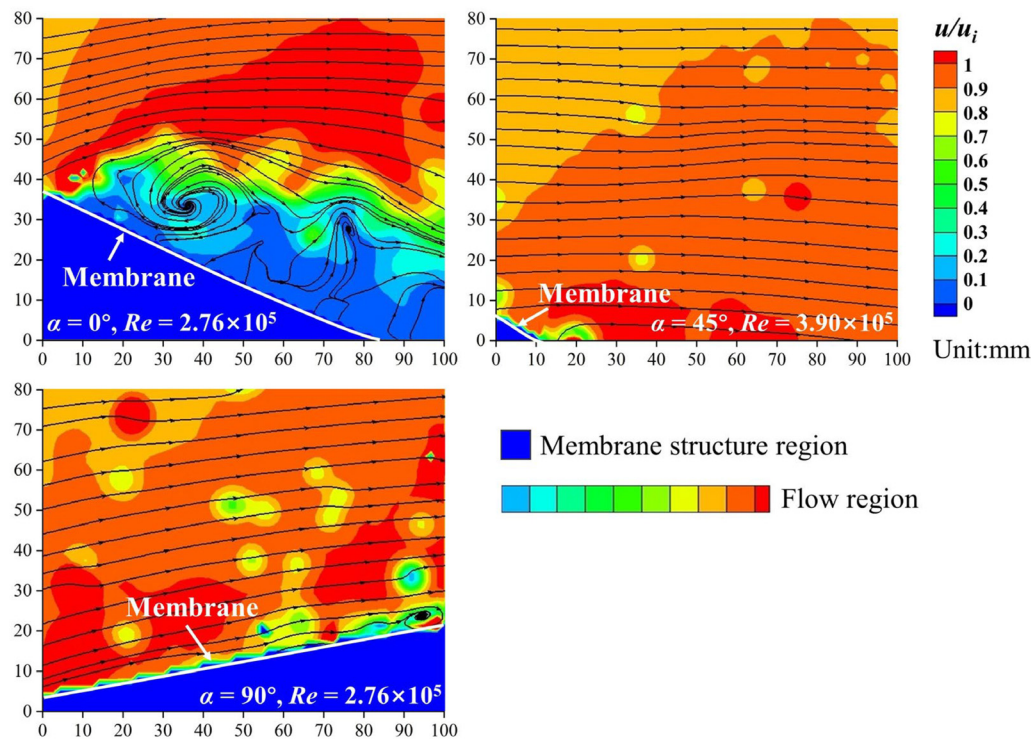 80
70
60
50
40
30
20
10
0
Membrane
α = 0°, Re = 2.76×10⁵
0 10 20 30 40 50 60 70 80 90 100
80
70
60
50
40
30
20
10
0
Membrane
α = 45°, Re = 3.90×10⁵
0 10 20 30 40 50 60 70 80 90 100
u/uᵢ
1
0.9
0.8
0.7
0.6
0.5
0.4
0.3
0.2
0.1
0
Unit:mm
80
70
60
50
40
30
20
10
0
Membrane
α = 90°, Re = 2.76×10⁵
0 10 20 30 40 50 60 70 80 90 100
Membrane structure region
Flow region